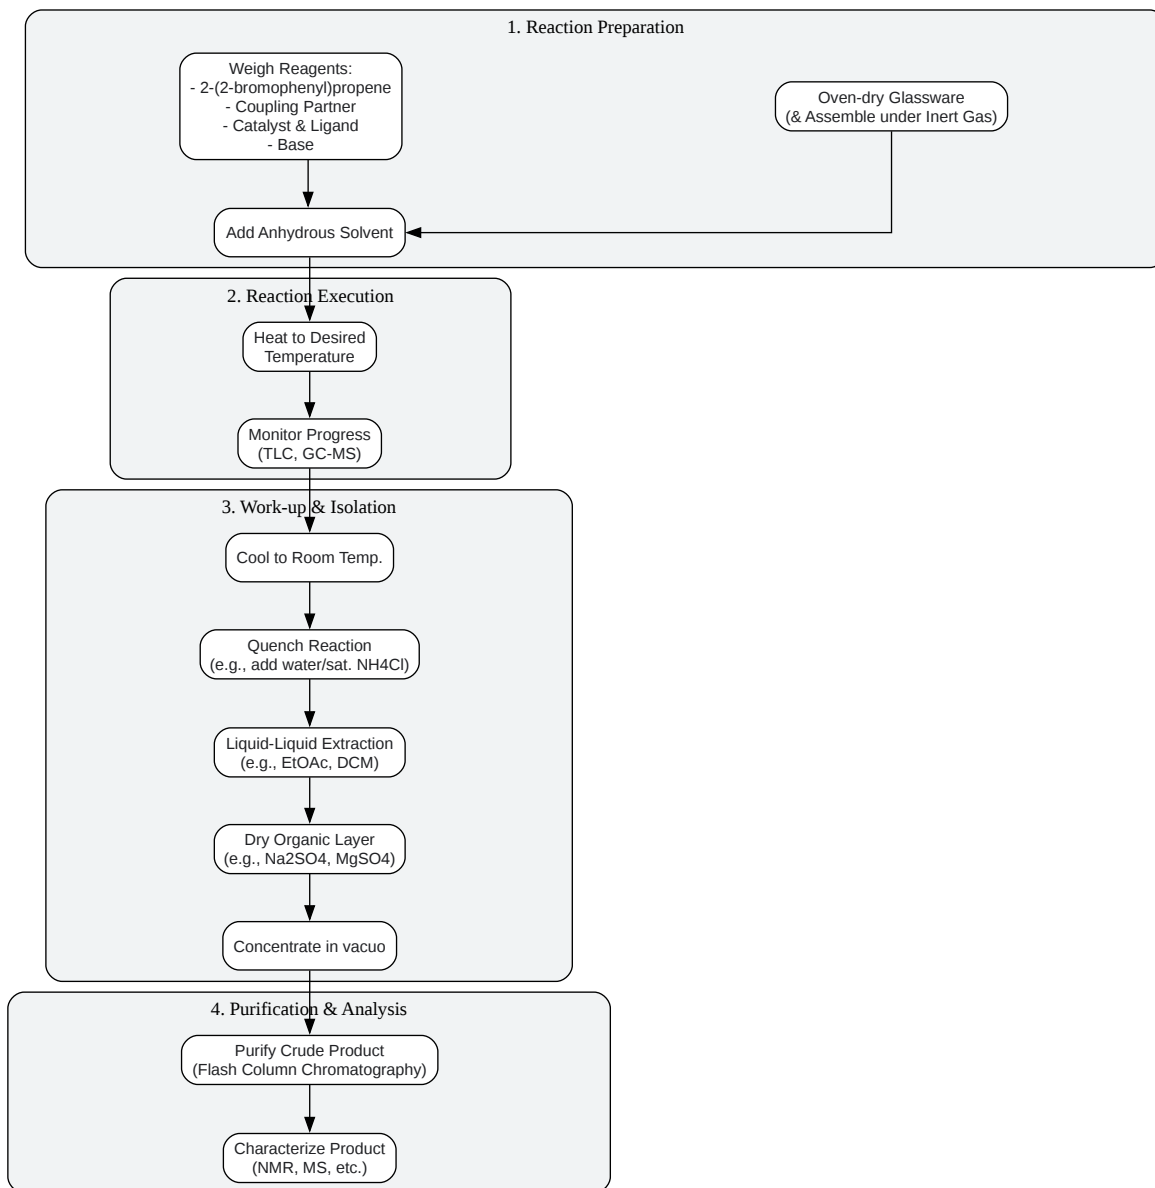 1. Reaction Preparation
Weigh Reagents:
- 2-(2-bromophenyl)propene
- Coupling Partner
- Catalyst & Ligand
- Base
Oven-dry Glassware
(& Assemble under Inert Gas)
Add Anhydrous Solvent
2. Reaction Execution
Heat to Desired
Temperature
Monitor Progress
(TLC, GC-MS)
3. Work-up & Isolation
Cool to Room Temp.
Quench Reaction
(e.g., add water/sat. NH4Cl)
Liquid-Liquid Extraction
(e.g., EtOAc, DCM)
Dry Organic Layer
(e.g., Na2SO4, MgSO4)
Concentrate in vacuo
4. Purification & Analysis
Purify Crude Product
(Flash Column Chromatography)
Characterize Product
(NMR, MS, etc.)